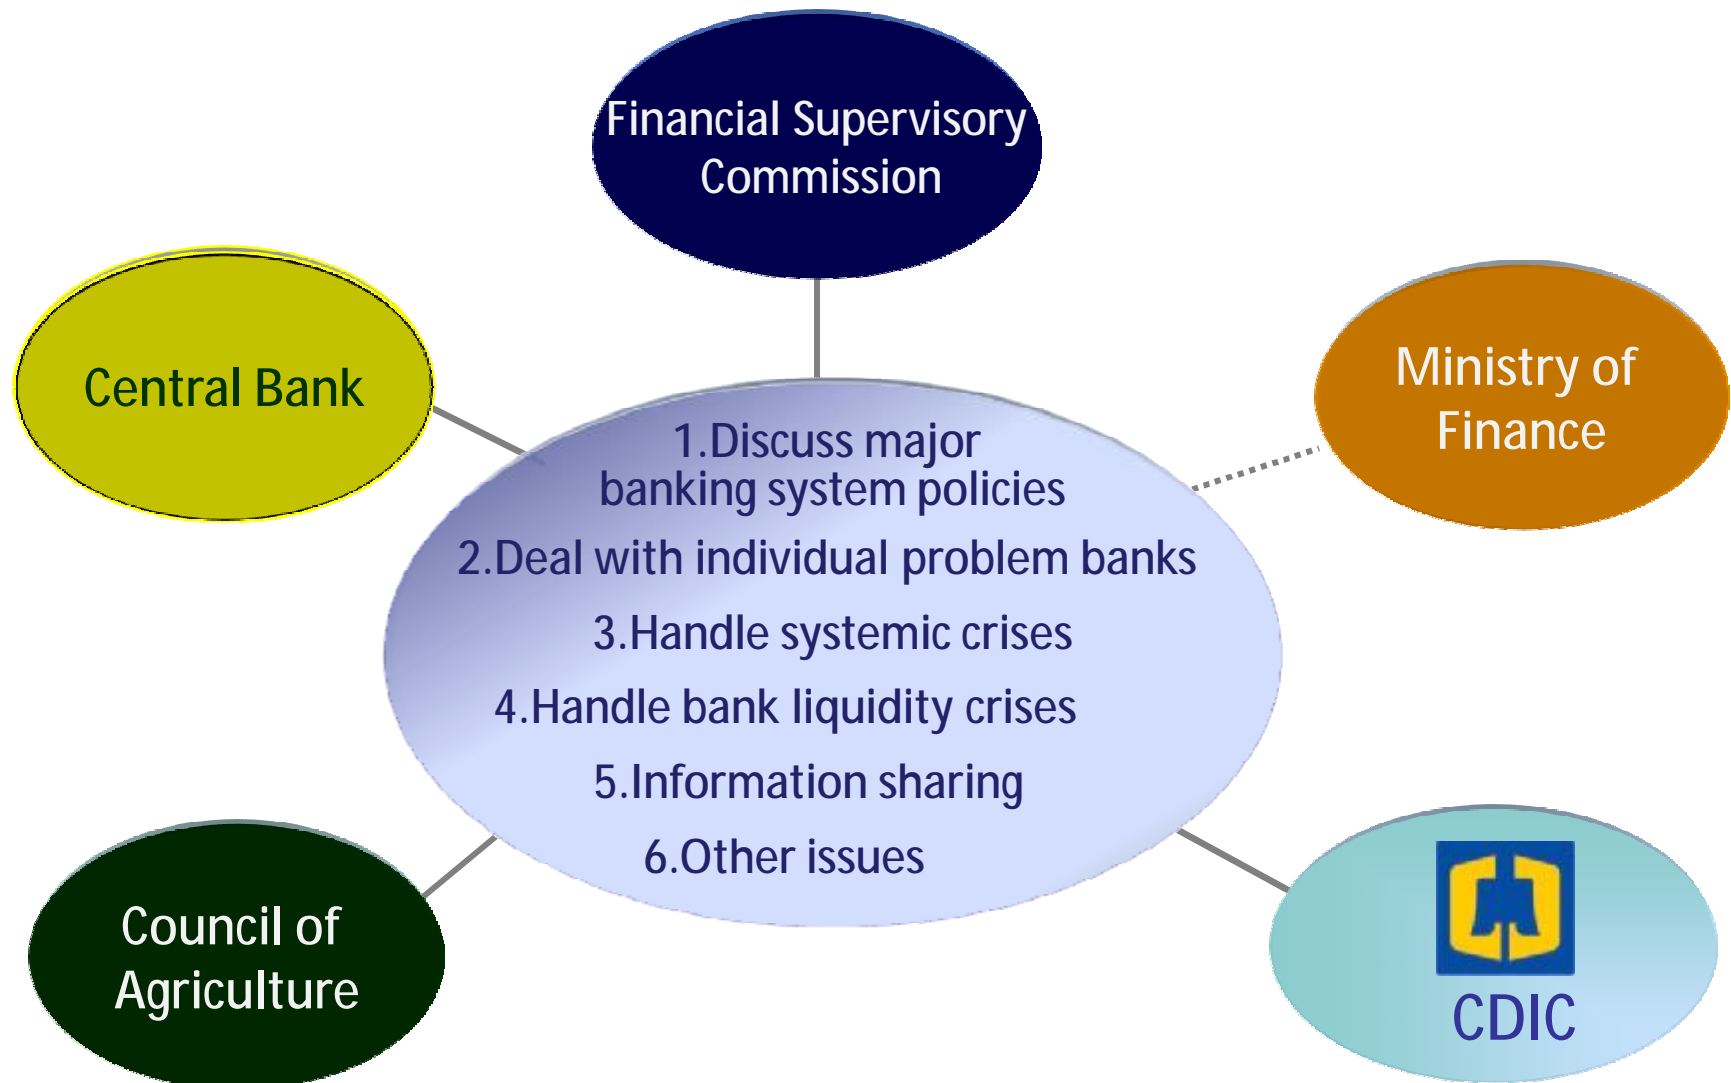 Financial Supervisory
Commission
Central Bank
Ministry of
Finance
1.Discuss major
banking system policies
2.Deal with individual problem banks
3.Handle systemic crises
4.Handle bank liquidity crises
5.Information sharing
6.Other issues
Council of
Agriculture
CDIC